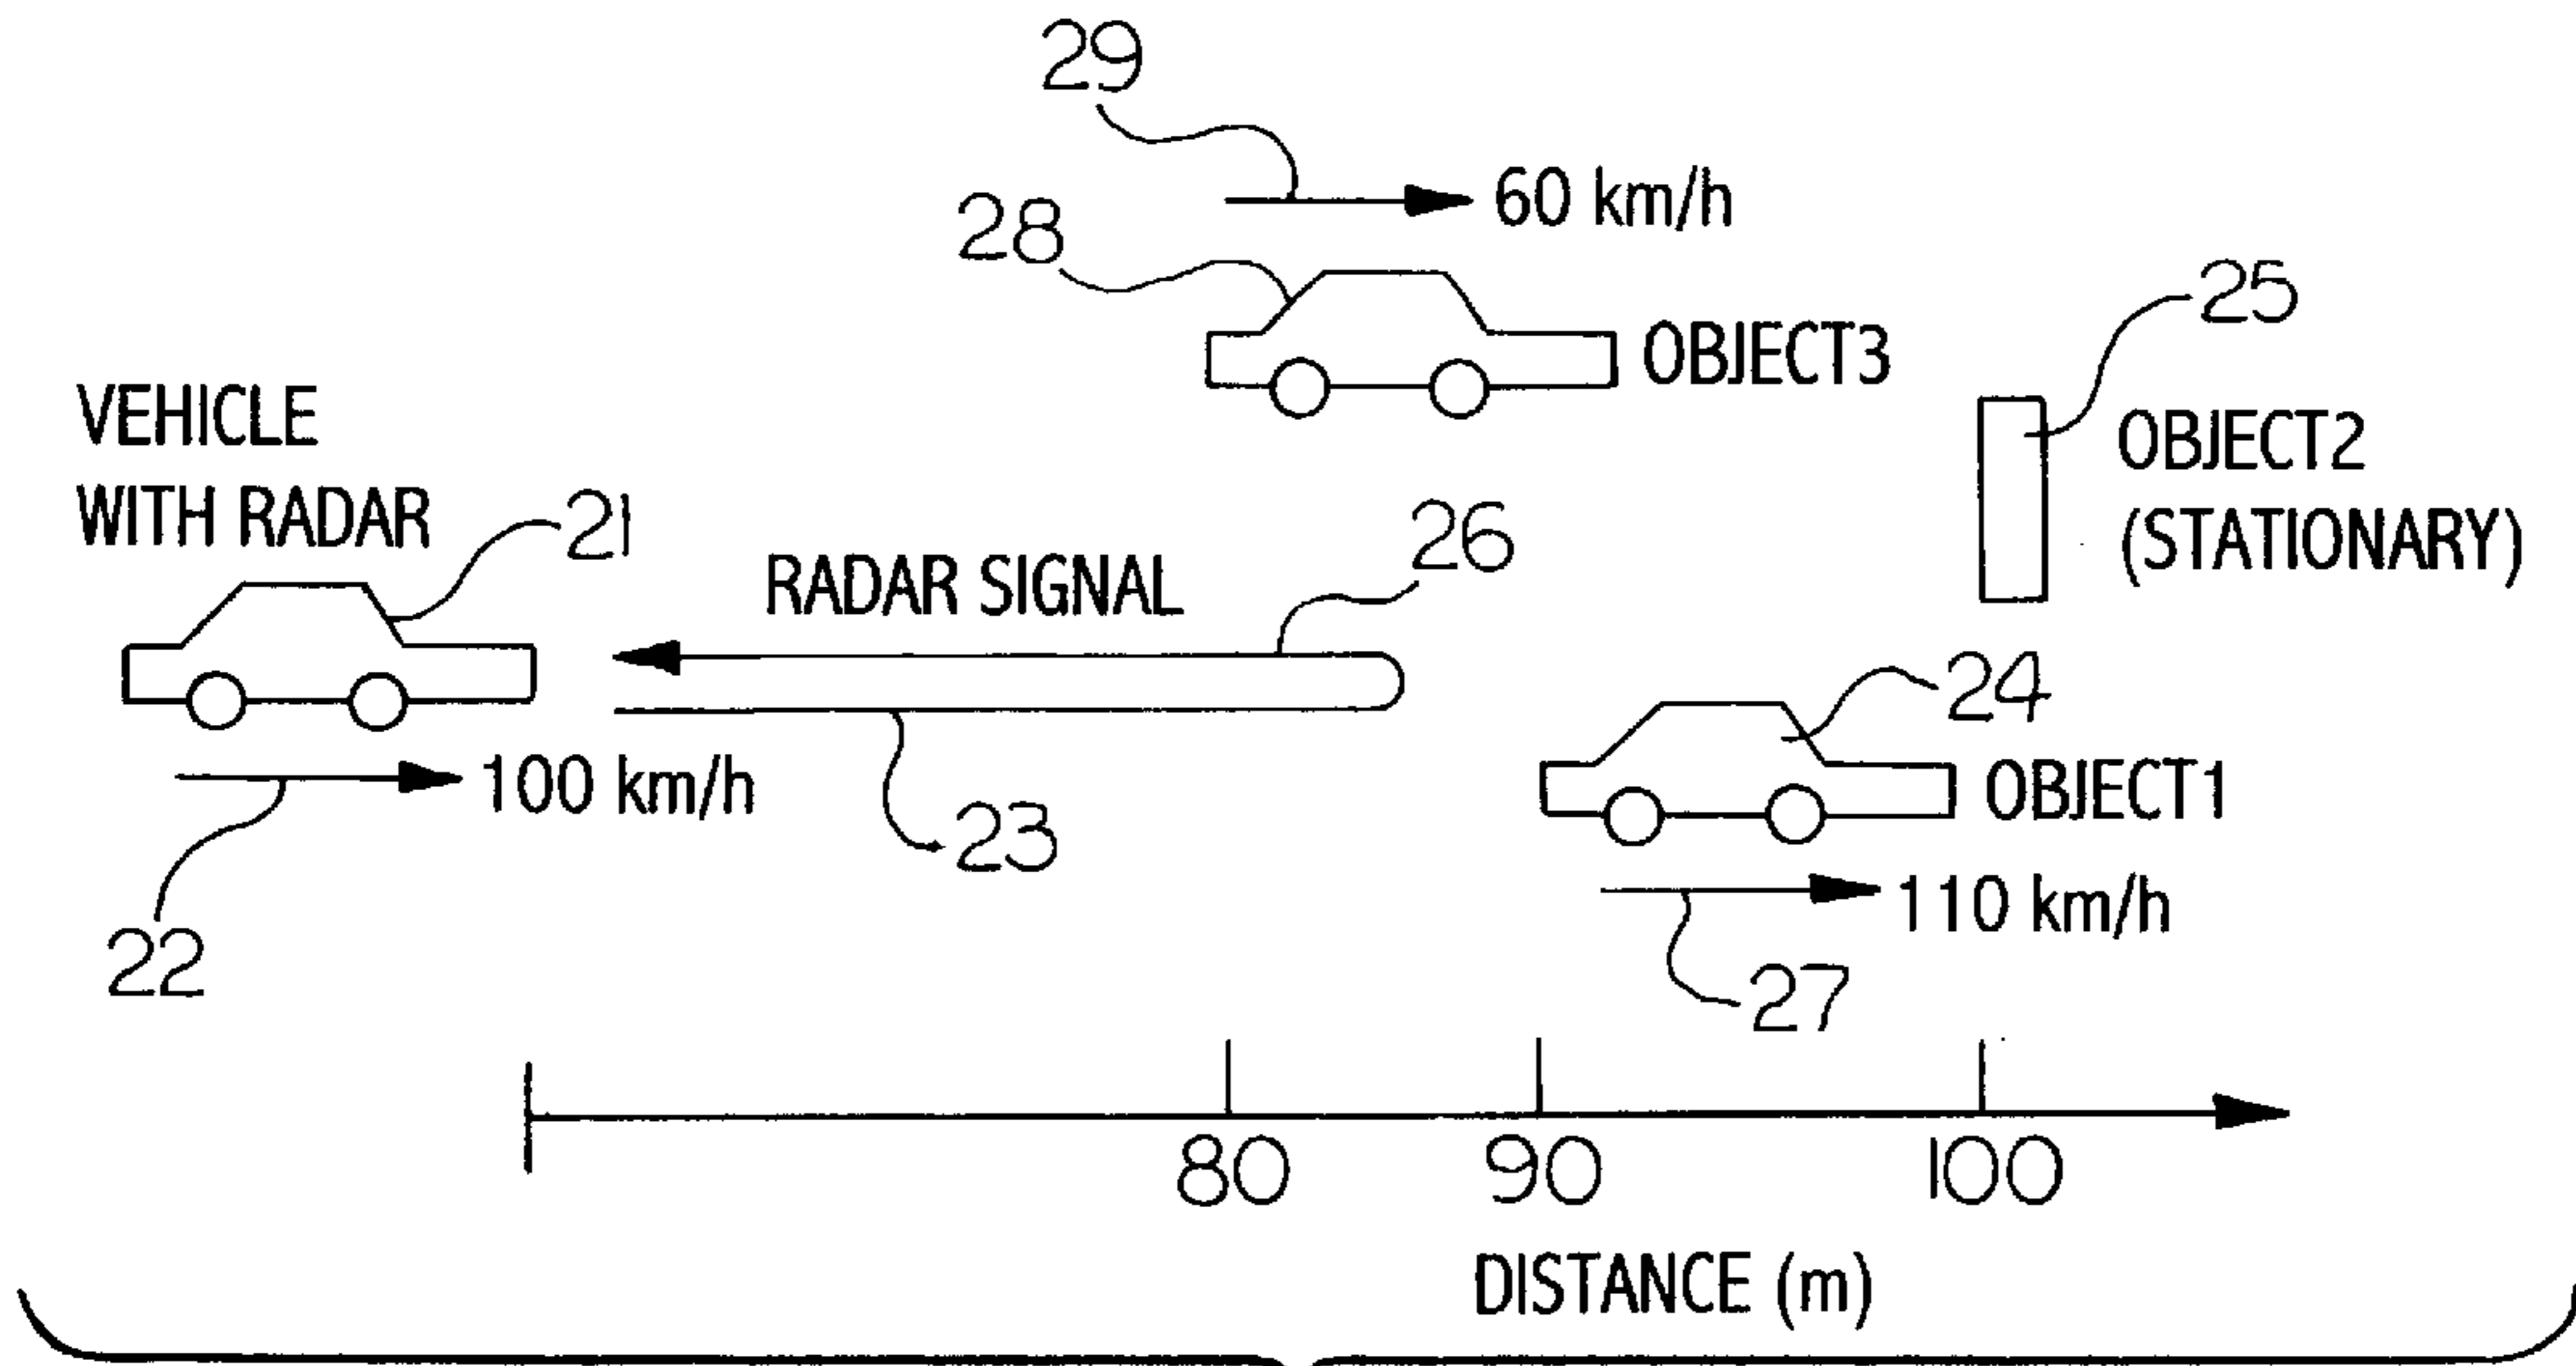 29
60 km/h
28
OBJECT3
25
OBJECT2
(STATIONARY)
VEHICLE
WITH RADAR
21
RADAR SIGNAL
26
24
OBJECT1
100 km/h
23
110 km/h
22
27
80
90
100
DISTANCE (m)